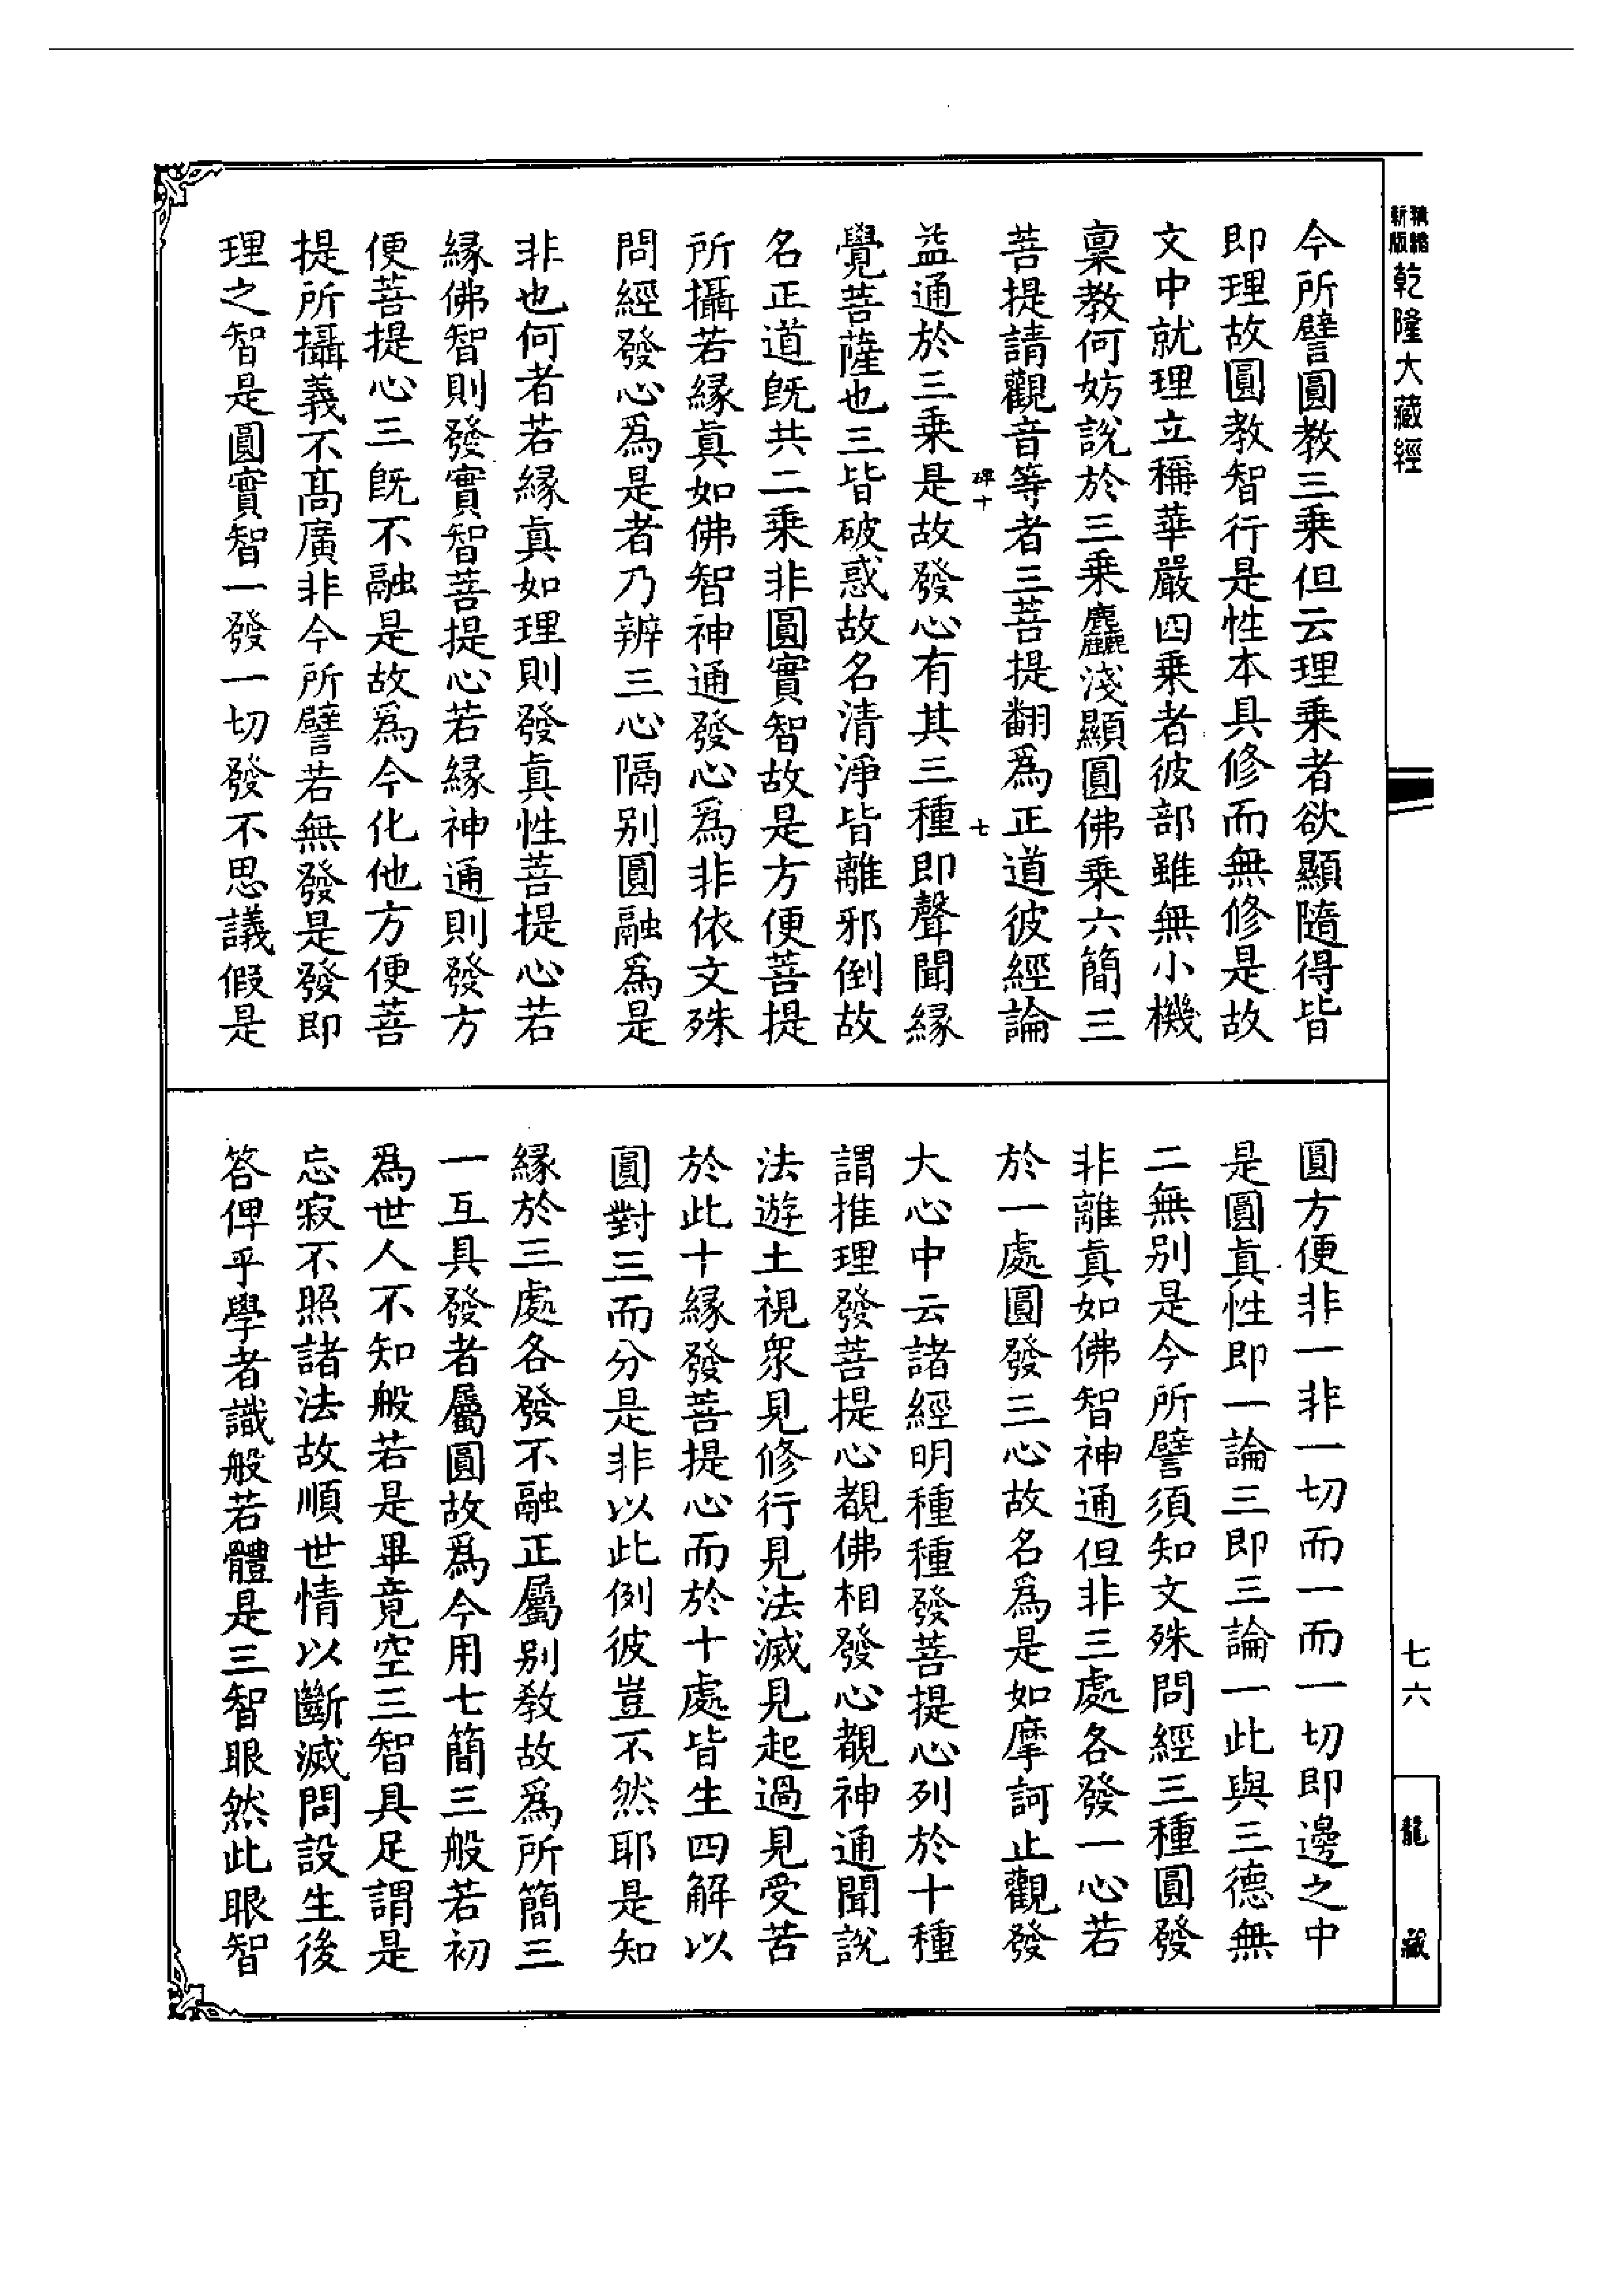 精繕
新版
乾隆大藏經
今所譬圓教三乘但云理乘者欲顯隨得皆
即理故圓教智行是性本具修而無修是故
文中就理立稱華嚴四乘者彼部雖無小機
稟教何妨說於三乘麤淺顯圓佛乘六簡三
菩提請觀音等者三菩提翻爲正道彼經論
益通於三乘是故發心有其三種即聲聞緣
覺菩薩也三皆破惑故名清淨皆離邪倒故
名正道旣共二乘非圓實智故是方便菩提
所攝若緣真如佛智神通發心爲非依文殊
問經發心爲是者乃辨三心隔别圓融爲是
非也何者若緣真如理則發真性菩提心若
緣佛智則發實智菩提心若緣神通則發方
便菩提心三旣不融是故爲今化他方便菩
提所攝義不高廣非今所譬若無發是發即
理之智是圓實智一發一切發不思議假是
圓方便非一非一切而一而一切即邊之中
是圓真性即一論三即三論一此與三德無
二無别是今所譬須知文殊問經三種圓發
非離真如佛智神通但非三處各發一心若
於一處圓發三心故名爲是如摩訶止觀發
大心中云諸經明種種發菩提心列於十種
謂推理發菩提心覩佛相發心覩神通聞說
法遊土視眾見修行見法滅見起過見受苦
於此十緣發菩提心而於十處皆生四解以
圓對三而分是非以此例彼豈不然耶是知
緣於三處各發不融正屬别教故爲所簡三
一互具發者屬圓故爲今用七簡三般若初
爲世人不知般若是畢竟空三智具足謂是
忘寂不照諸法故順世情以斷滅問設生後
答俾乎學者識般若體是三智眼然此眼智
七六
龍藏